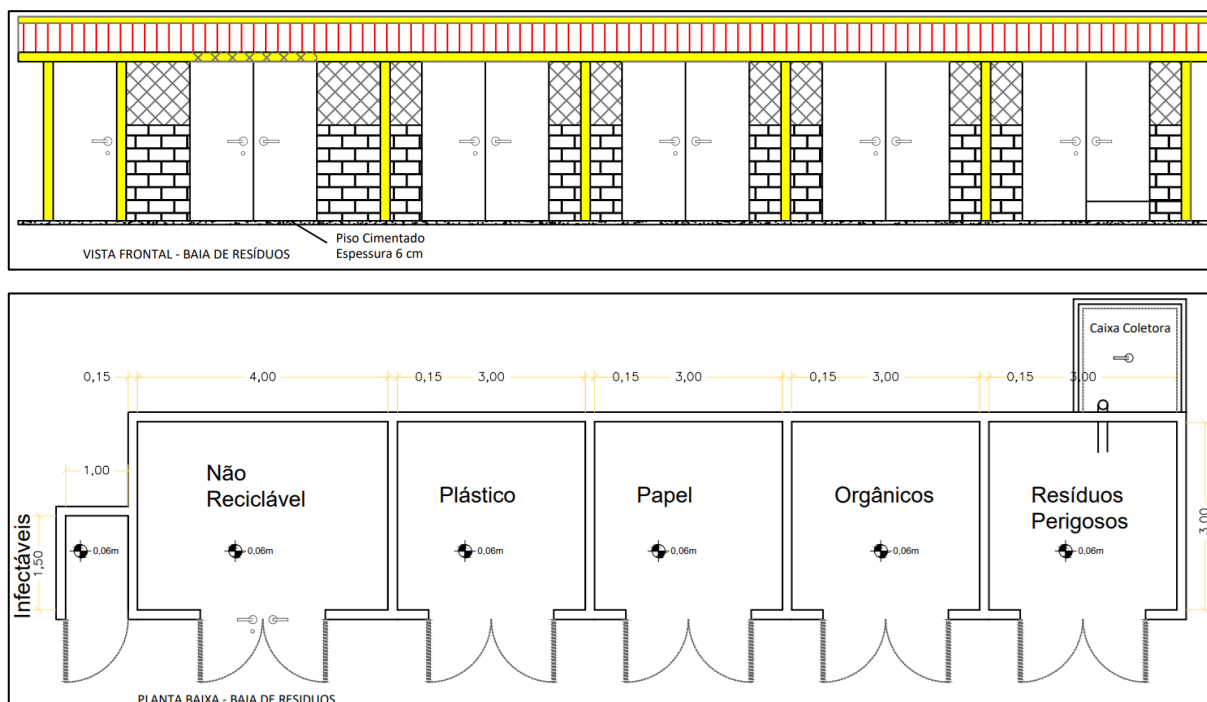 Piso Cimentado
Espessura 6 cm
VISTA FRONTAL - BAIA DE RESÍDUOS
Caixa Coletora
0,15
4,00
0,15
3,00
0,15
3,00
0,15
3,00
0,15
3,00
1,00
Não
Reciclável
Plástico
Papel
Orgânicos
Resíduos
Perigosos
Infectáveis
1,50
3,00
0,06m
0,06m
0,06m
0,06m
0,06m
0,06m
PLANTA BAIXA - BAIA DE RESIDUOS